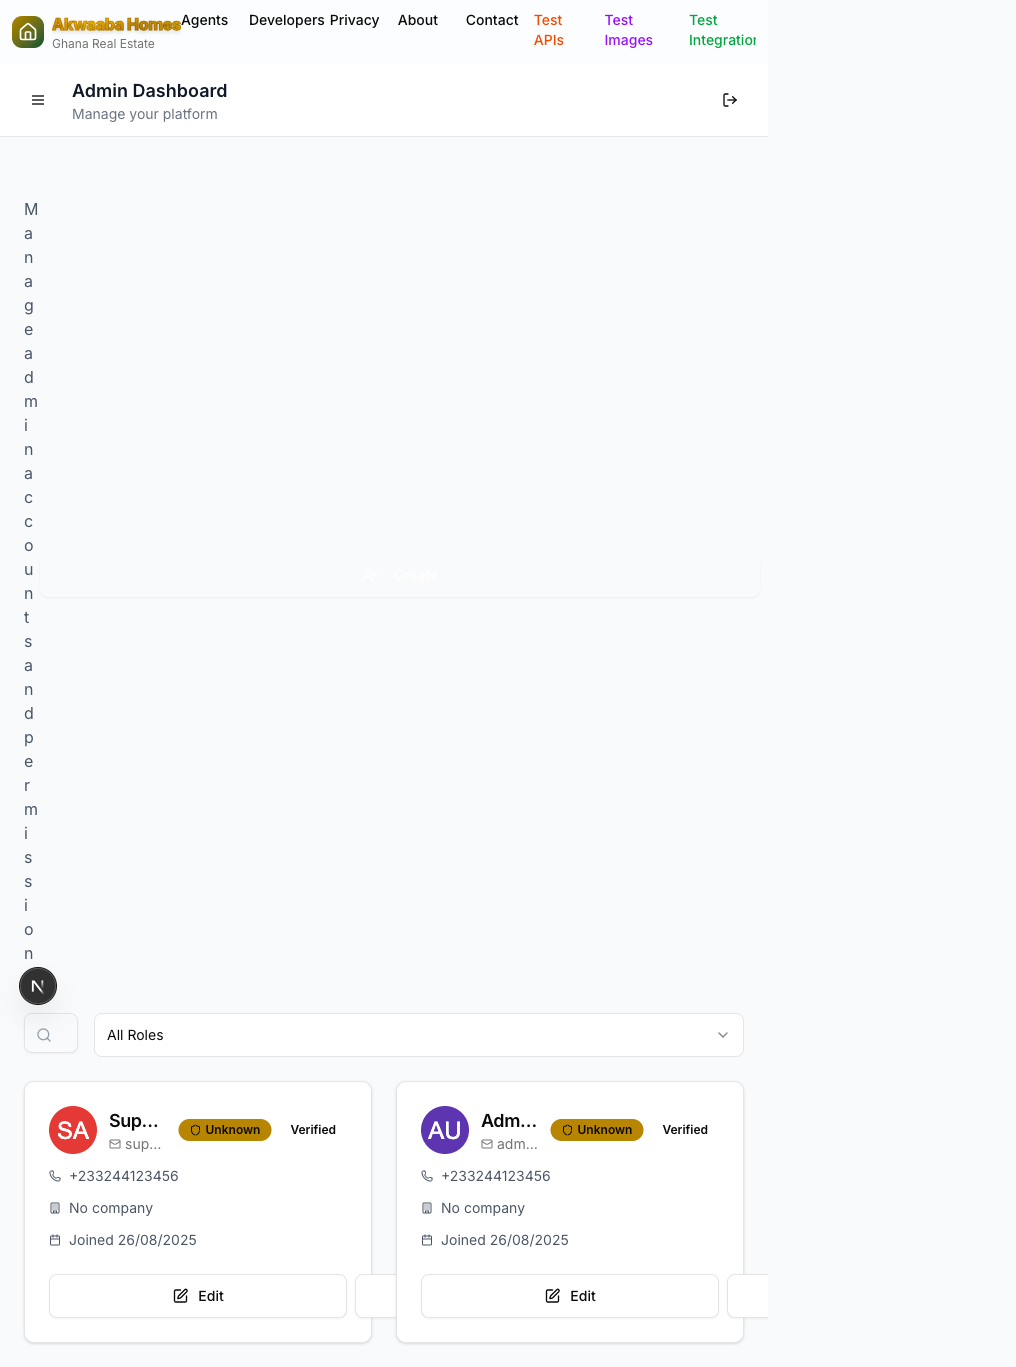 Akwaaba Homes
Ghana Real Estate
Agents
Developers
Privacy
About
Contact
Test APIs
Test Images
Test Integration
Admin Dashboard
Manage your platform
M
a
n
a
g
e
a
d
m
i
n
a
c
c
o
u
n
t
s
a
n
d
p
e
r
m
i
s
s
i
o
n
N
All Roles
SA
Sup...
Unknown
Verified
sup...
+233244123456
No company
Joined 26/08/2025
Edit
AU
Adm...
Unknown
Verified
adm...
+233244123456
No company
Joined 26/08/2025
Edit